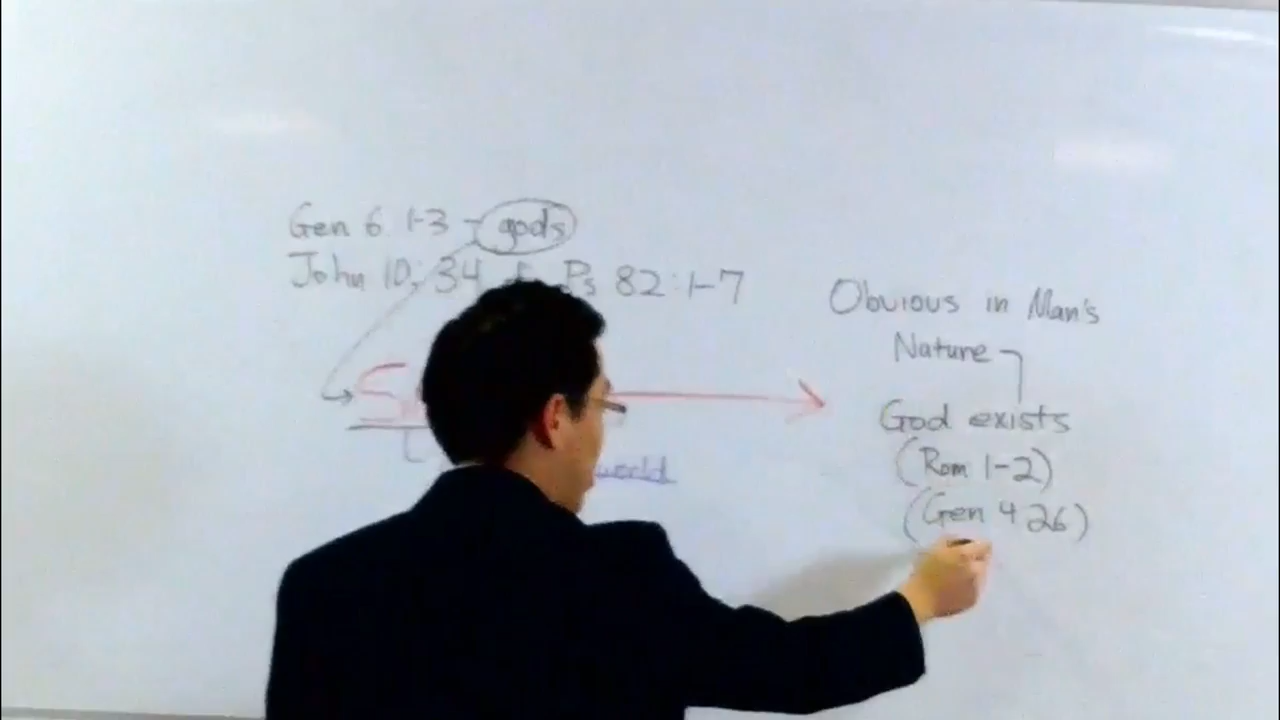 Gen 6 1-3 - gods
John 10:34 & Ps 82:1-7
world
Obvious in Man's
Nature
God exists
(Rom 1-2)
(Gen 4 26)